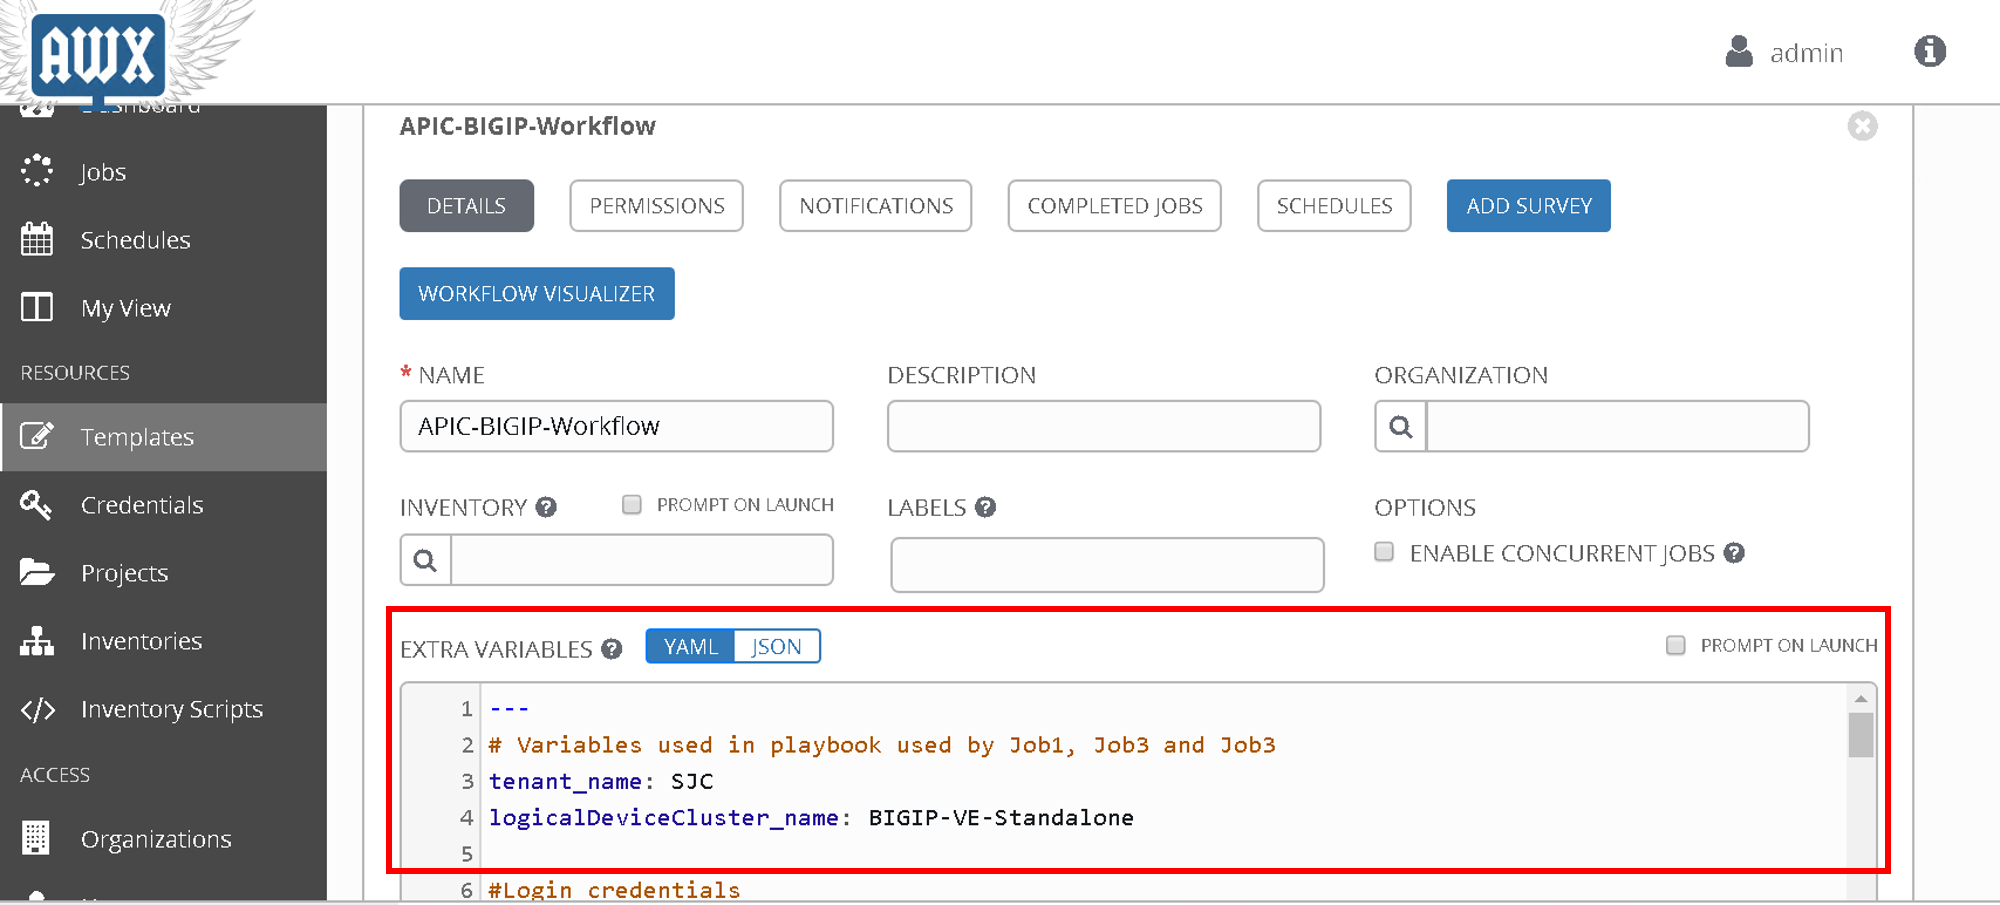 AWX
admin
Dashboard
Jobs
Schedules
My View
RESOURCES
Templates
Credentials
Projects
Inventories
Inventory Scripts
ACCESS
Organizations
APIC-BIGIP-Workflow
DETAILS PERMISSIONS NOTIFICATIONS COMPLETED JOBS SCHEDULES ADD SURVEY
WORKFLOW VISUALIZER
* NAME DESCRIPTION ORGANIZATION
APIC-BIGIP-Workflow
INVENTORY ? PROMPT ON LAUNCH LABELS ? OPTIONS
ENABLE CONCURRENT JOBS ?
EXTRA VARIABLES ? YAML JSON PROMPT ON LAUNCH
1 ---
2 # Variables used in playbook used by Job1, Job3 and Job3
3 tenant_name: SJC
4 logicalDeviceCluster_name: BIGIP-VE-Standalone
5
6 #Login credentials